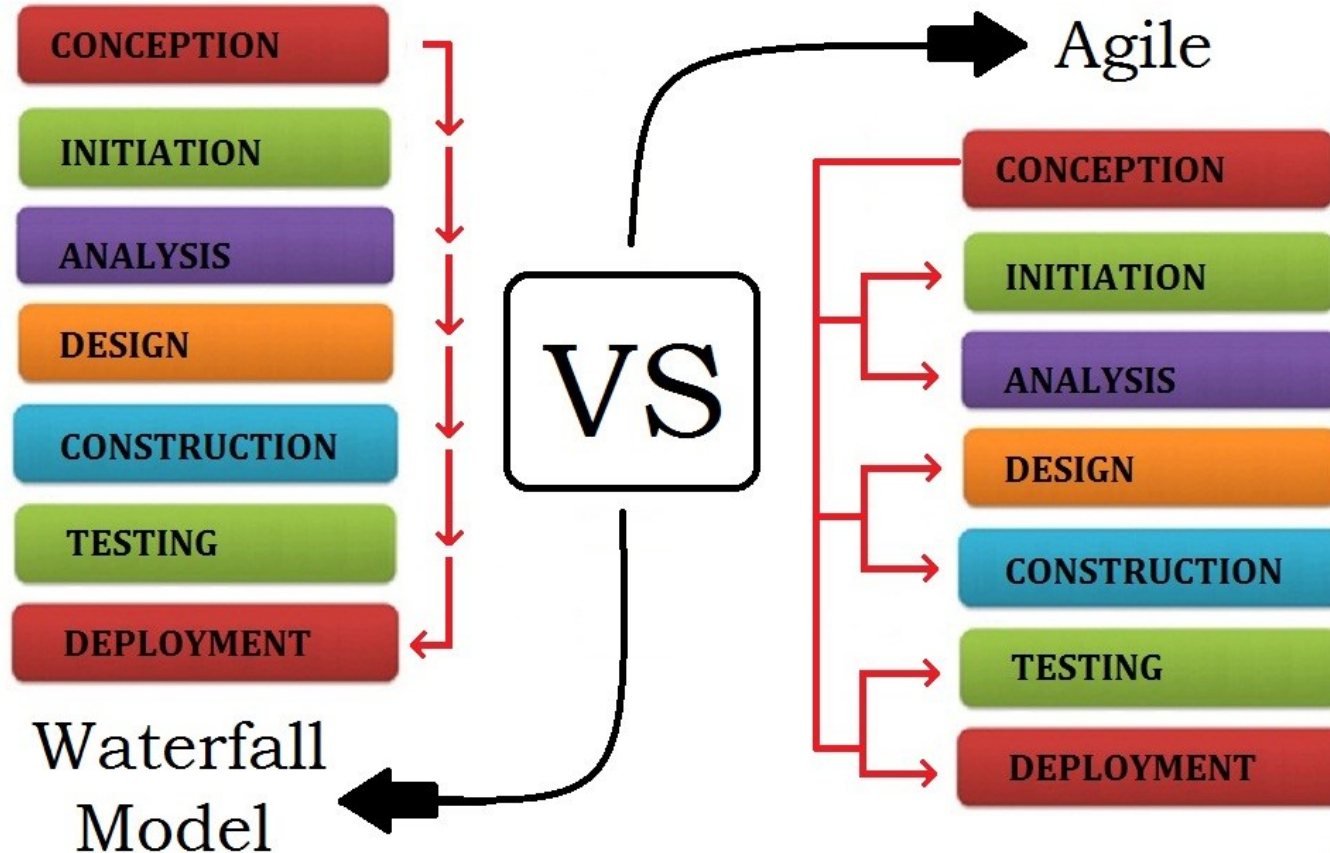 CONCEPTION
INITIATION
ANALYSIS
DESIGN
CONSTRUCTION
TESTING
DEPLOYMENT
Waterfall
Model
VS
Agile
CONCEPTION
INITIATION
ANALYSIS
DESIGN
CONSTRUCTION
TESTING
DEPLOYMENT